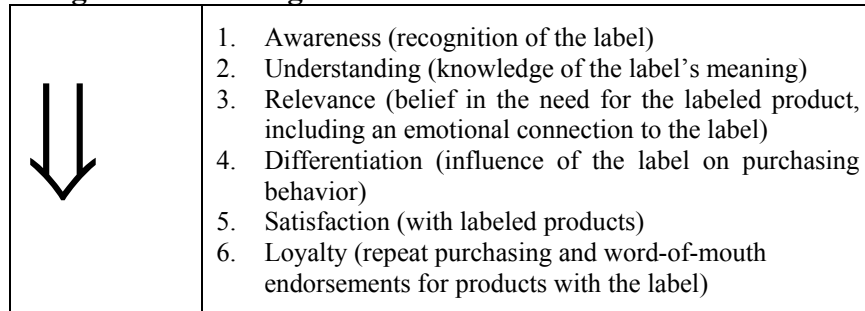 1. Awareness (recognition of the label)
2. Understanding (knowledge of the label's meaning)
3. Relevance (belief in the need for the labeled product,
including an emotional connection to the label)
4. Differentiation (influence of the label on purchasing
behavior)
5. Satisfaction (with labeled products)
6. Loyalty (repeat purchasing and word-of-mouth
endorsements for products with the label)